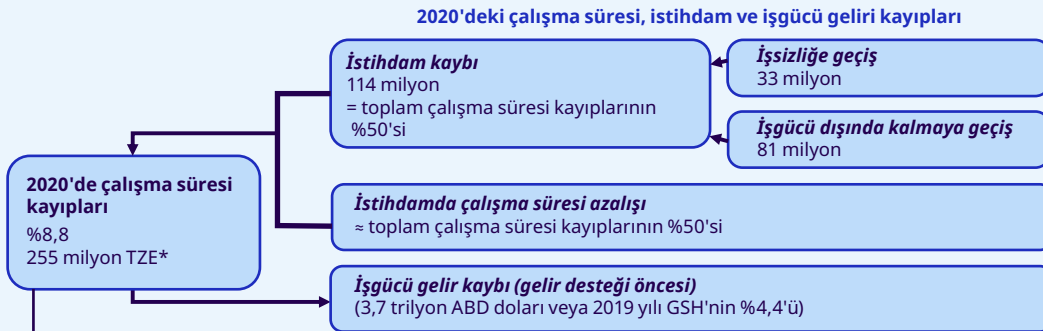 2020'deki çalışma süresi, istihdam ve işgücü geliri kayıpları
İstihdam kaybı
114 milyon
= toplam çalışma süresi kayıplarının
%50'si
İşsizliğe geçiş
33 milyon
İşgücü dışında kalmaya geçiş
81 milyon
2020'de çalışma süresi
kayıpları
%8,8
255 milyon TZE*
İstihdamda çalışma süresi azalışı
≈ toplam çalışma süresi kayıplarının %50'si
İşgücü gelir kaybı (gelir desteği öncesi)
(3,7 trilyon ABD doları veya 2019 yılı GSH'nin %4,4'ü)